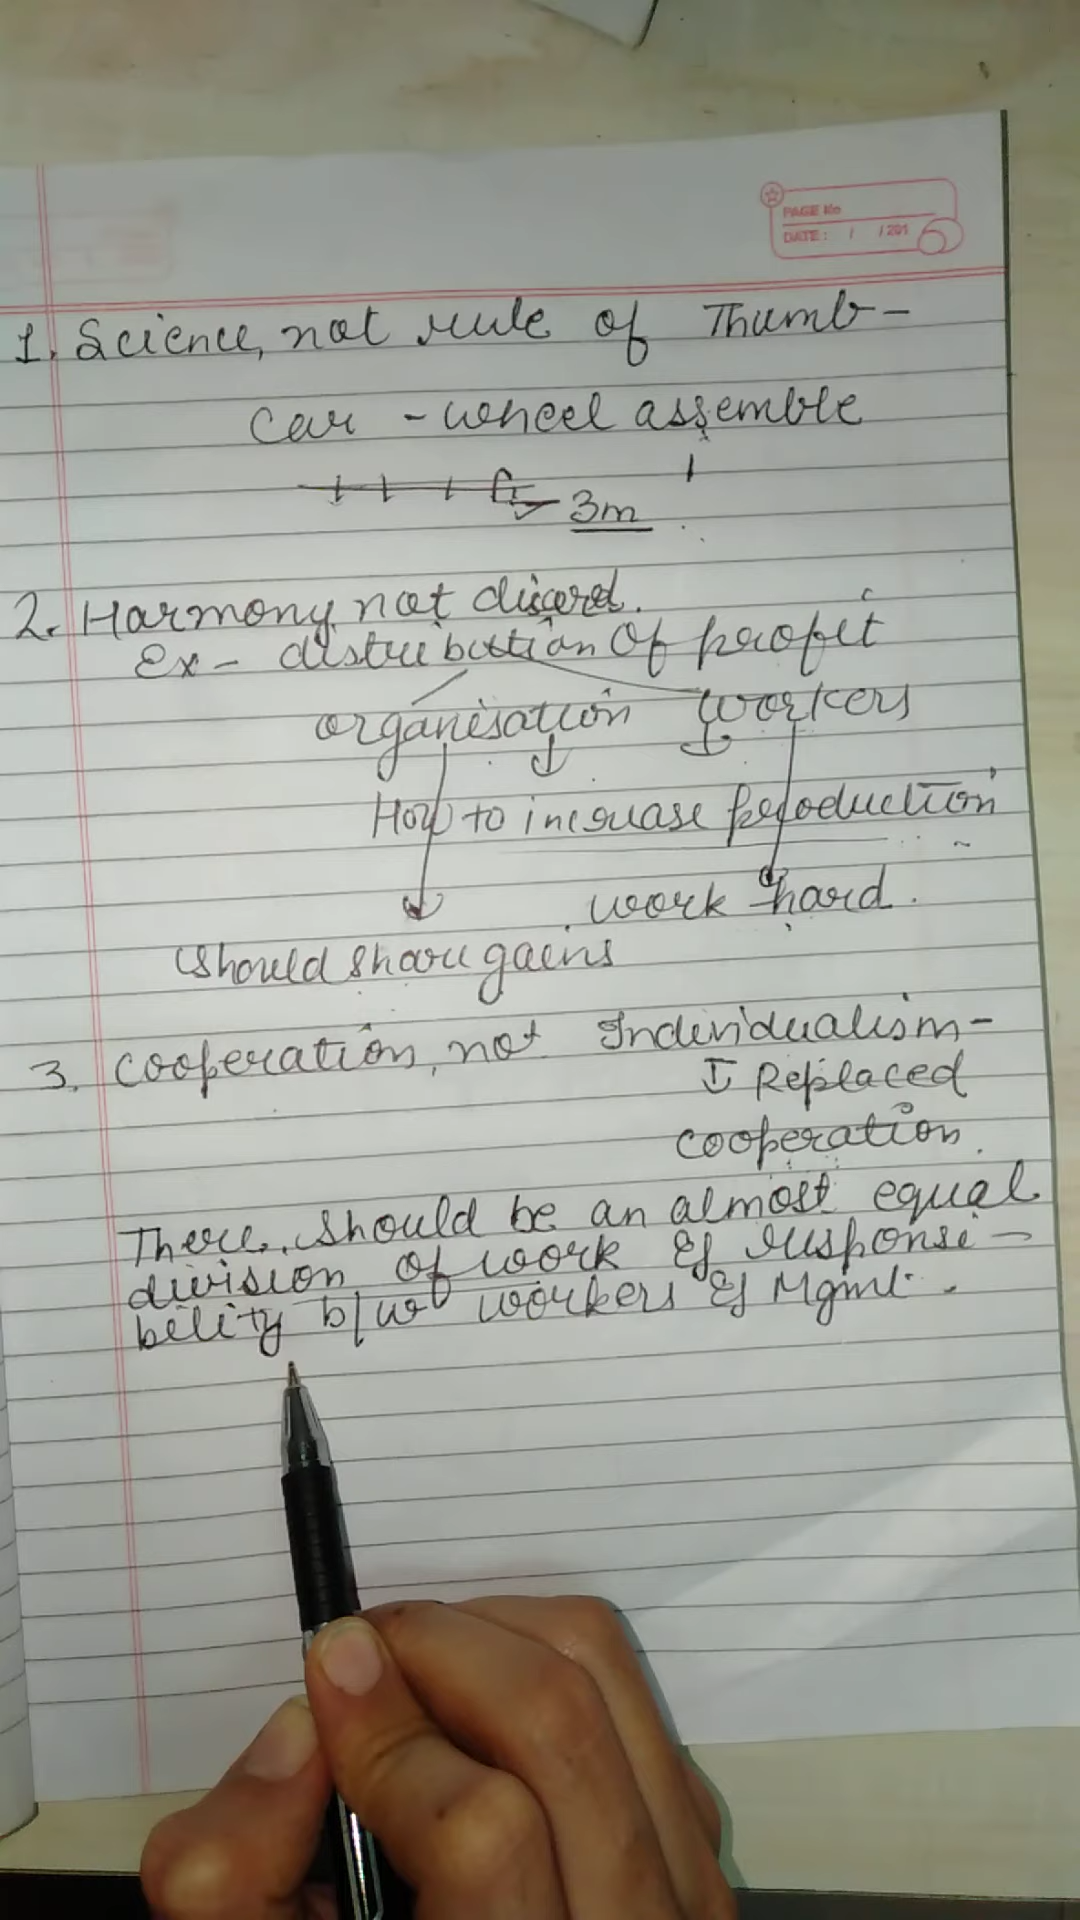 PAGE No
DATE: / /201
1. Science, not rule of Thumb-
Car - wheel assemble
3m
2. Harmony, not discord.
Ex - distribution Of profit
organisation workers
How to increase production
work hard.
should share gains
3. Cooperation, not Individualism-
Replaced
cooperation.
There should be an almost equal
division of work & responsi-
bility b/w workers & Mgmt.